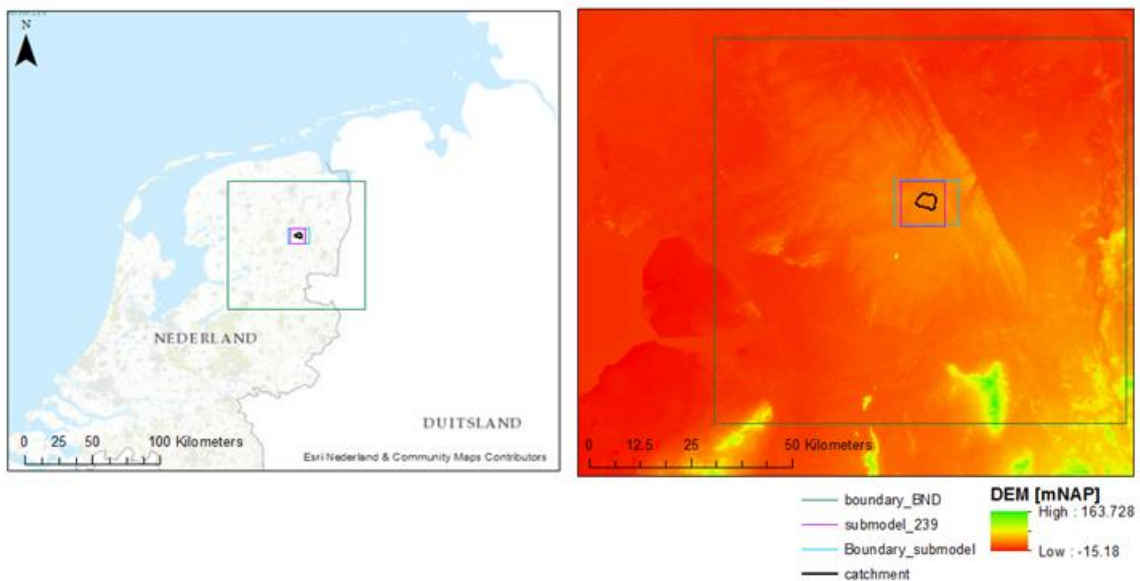 N
NEDERLAND
DUITSLAND
0 25 50 100 Kilometers
Esri Nederland & Community Maps Contributors
0 12.5 25 50 Kilometers
boundary_BND
submodel_239
Boundary_submodel
catchment
DEM [mNAP]
High : 163.728
Low : -15.18